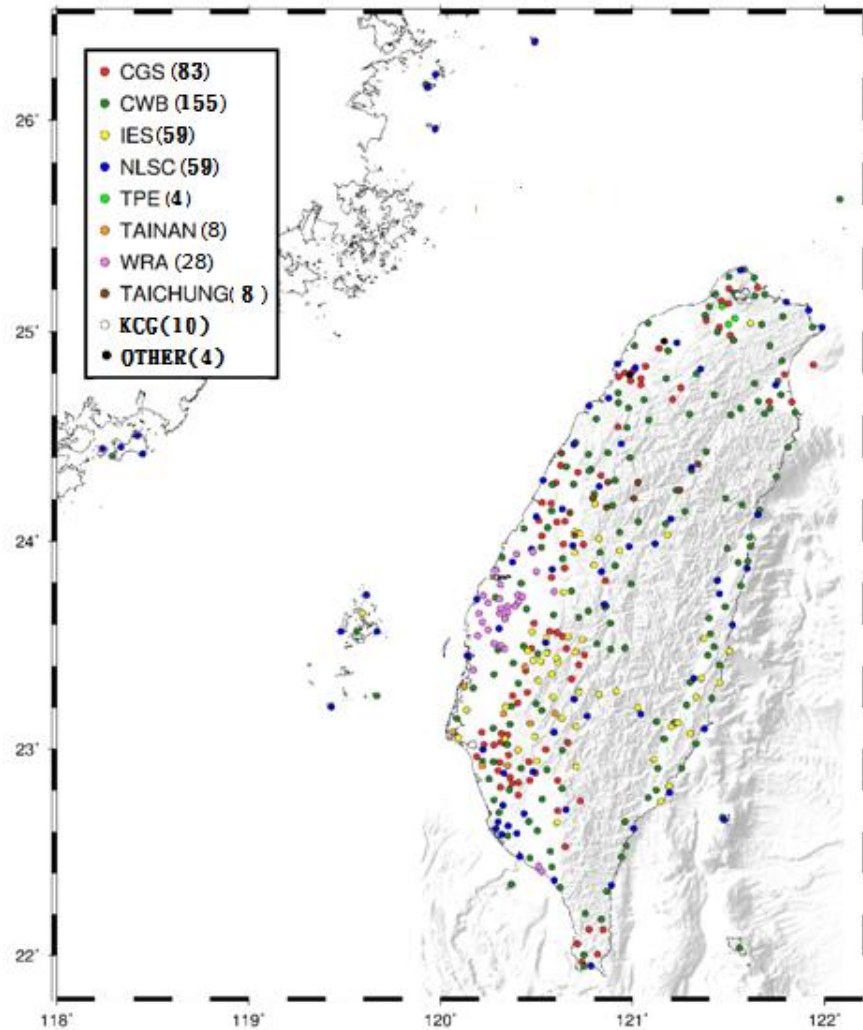 CGS (83)
CWB (155)
IES(59)
NLSC (59)
TPE (4)
TAINAN (8)
WRA (28)
TAICHUNG( 8 )
KCG(10)
OTHER(4)
26°
25°
24°
23°
22°
118° 119° 120° 121° 122°